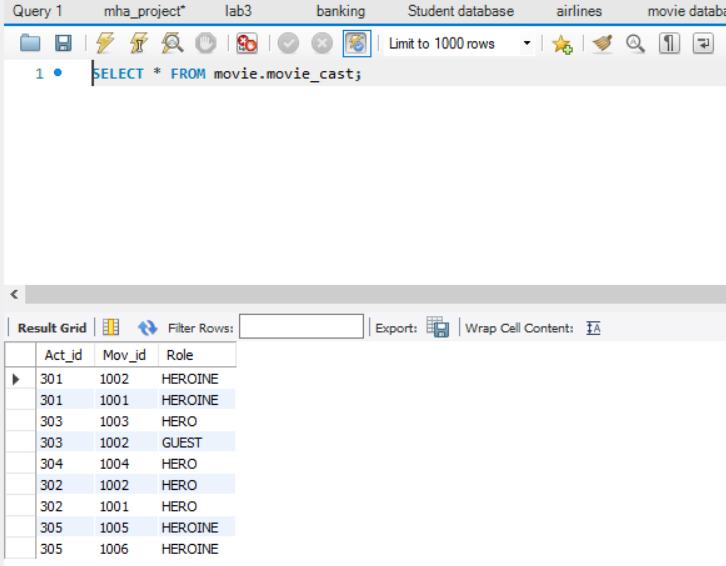 Query 1 mha_project* lab3 banking Student database airlines movie databa
Limit to 1000 rows
1 SELECT * FROM movie.movie_cast;
Result Grid Filter Rows: Export: Wrap Cell Content: IA
Act_id Mov_id Role
301 1002 HEROINE
301 1001 HEROINE
303 1003 HERO
303 1002 GUEST
304 1004 HERO
302 1002 HERO
302 1001 HERO
305 1005 HEROINE
305 1006 HEROINE